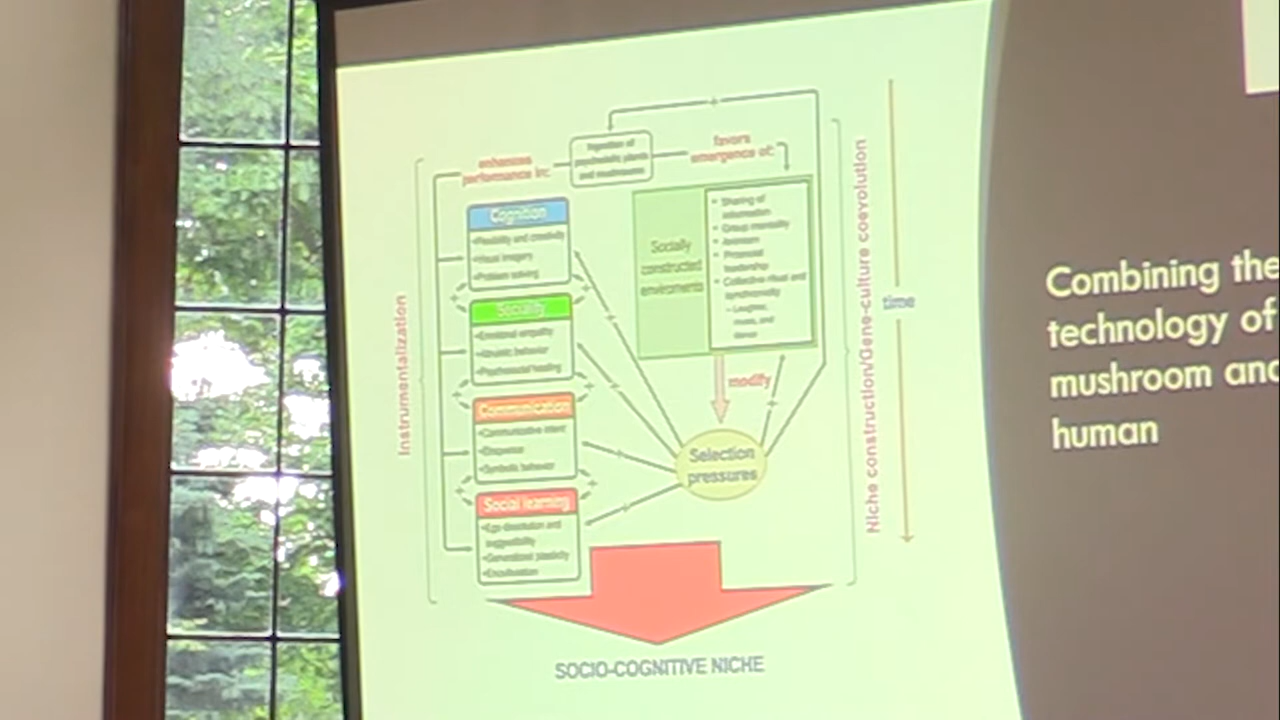 Ingestion of
psychedelic plants
and mushrooms
enhances
performance in:
favors
emergence of:
Cognition
•Flexibility and creativity
•Visual imagery
•Problem solving
Sociality
•Emotional empathy
•Altruistic behavior
•Psychosocial healing
Communication
•Communicative intent
•Eloquence
•Symbolic behavior
Social learning
•Ego dissolution and
suggestibility
•Generalized plasticity
•Enculturation
Socially
constructed
environments
• Sharing of
information
• Group mentality
• Prosocial
leadership
• Collective ritual and
synchronicity
– Laughter,
music, and
dance
modify
Selection
pressures
Instrumentalization
Niche construction/Gene-culture coevolution
time
SOCIO-COGNITIVE NICHE
Combining the
technology of
mushroom and
human